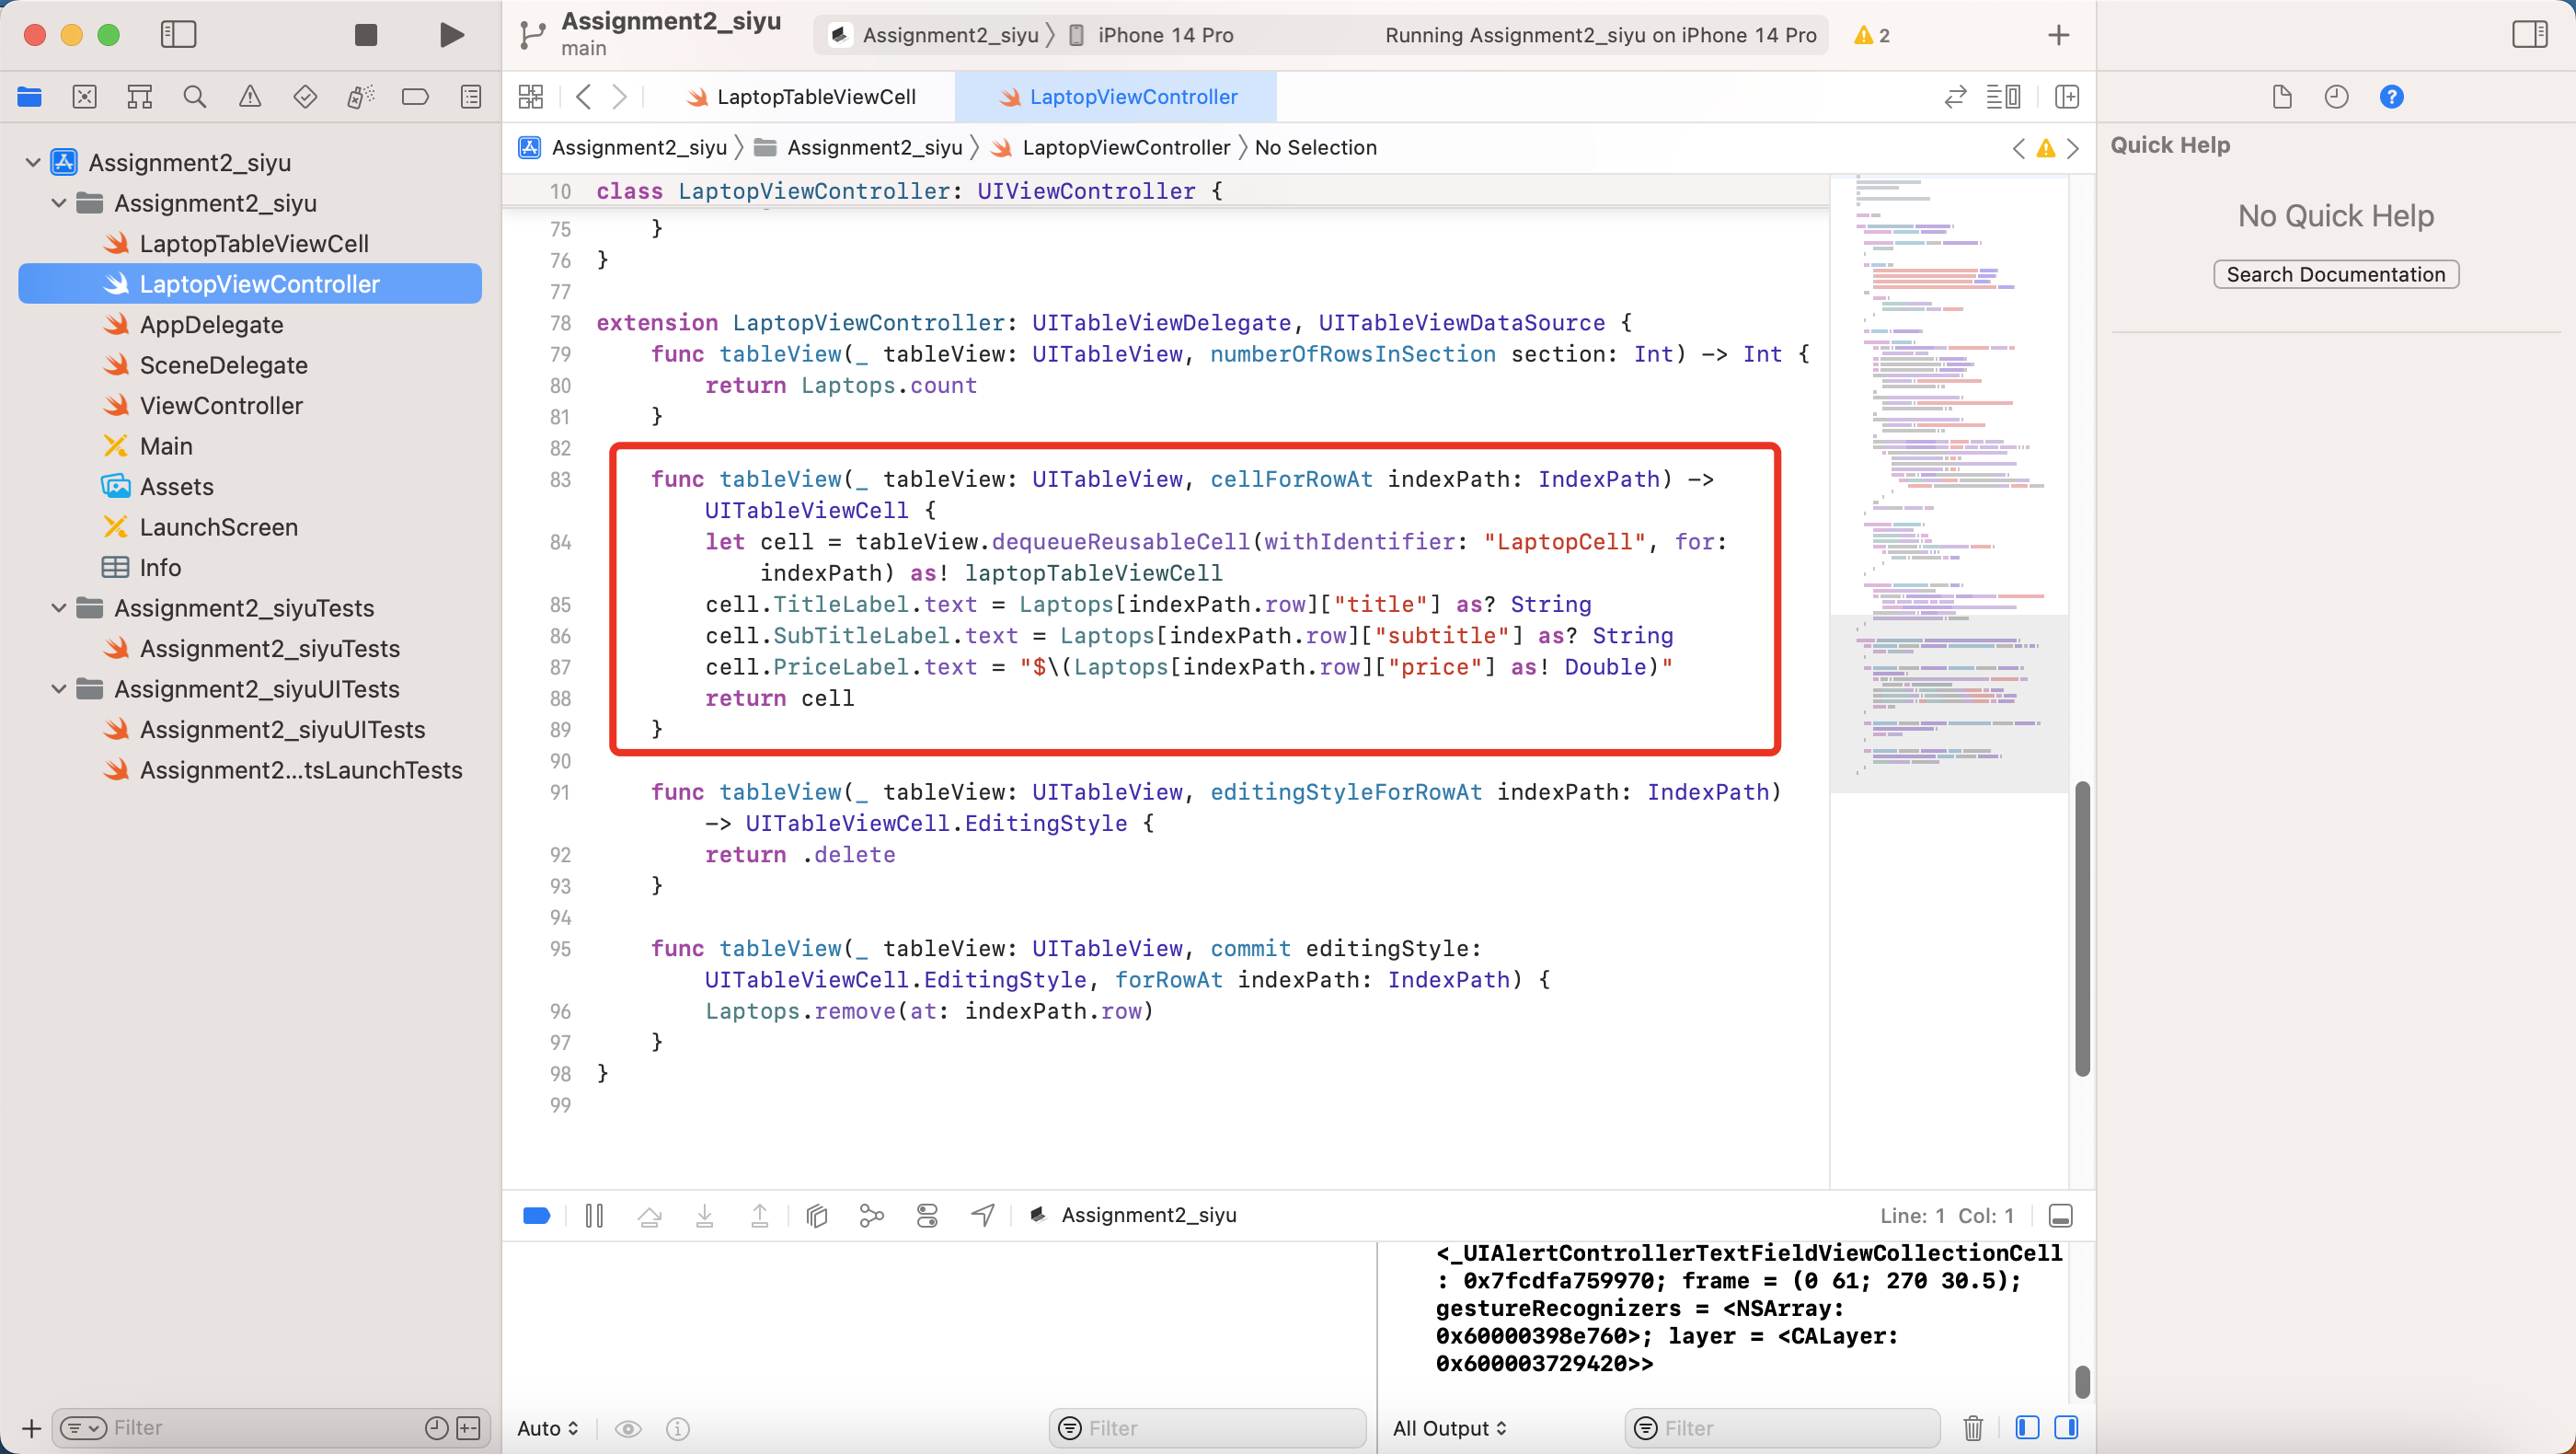 Assignment2_siyu
main
Assignment2_siyu
iPhone 14 Pro
Running Assignment2_siyu on iPhone 14 Pro
2
LaptopTableViewCell
LaptopViewController
Assignment2_siyu
Assignment2_siyu
LaptopViewController
No Selection
Assignment2_siyu
Assignment2_siyu
LaptopTableViewCell
LaptopViewController
AppDelegate
SceneDelegate
ViewController
Main
Assets
LaunchScreen
Info
Assignment2_siyuTests
Assignment2_siyuTests
Assignment2_siyuUITests
Assignment2_siyuUITests
Assignment2...tsLaunchTests
Filter
10 class LaptopViewController: UIViewController {
75 }
76 }
77
78 extension LaptopViewController: UITableViewDelegate, UITableViewDataSource {
79 func tableView(_ tableView: UITableView, numberOfRowsInSection section: Int) -> Int {
80 return Laptops.count
81 }
82
83 func tableView(_ tableView: UITableView, cellForRowAt indexPath: IndexPath) ->
UITableViewCell {
84 let cell = tableView.dequeueReusableCell(withIdentifier: "LaptopCell", for:
indexPath) as! laptopTableViewCell
85 cell.TitleLabel.text = Laptops[indexPath.row]["title"] as? String
86 cell.SubTitleLabel.text = Laptops[indexPath.row]["subtitle"] as? String
87 cell.PriceLabel.text = "$\(Laptops[indexPath.row]["price"] as! Double)"
88 return cell
89 }
90
91 func tableView(_ tableView: UITableView, editingStyleForRowAt indexPath: IndexPath)
-> UITableViewCell.EditingStyle {
92 return .delete
93 }
94
95 func tableView(_ tableView: UITableView, commit editingStyle:
UITableViewCell.EditingStyle, forRowAt indexPath: IndexPath) {
96 Laptops.remove(at: indexPath.row)
97 }
98 }
99
Assignment2_siyu
Line: 1 Col: 1
<_UIAlertControllerTextFieldViewCollectionCell
: 0x7fcdfa759970; frame = (0 61; 270 30.5);
gestureRecognizers = <NSArray:
0x60000398e760>; layer = <CALayer:
0x600003729420>>
Auto
Filter
All Output
Filter
Quick Help
No Quick Help
Search Documentation